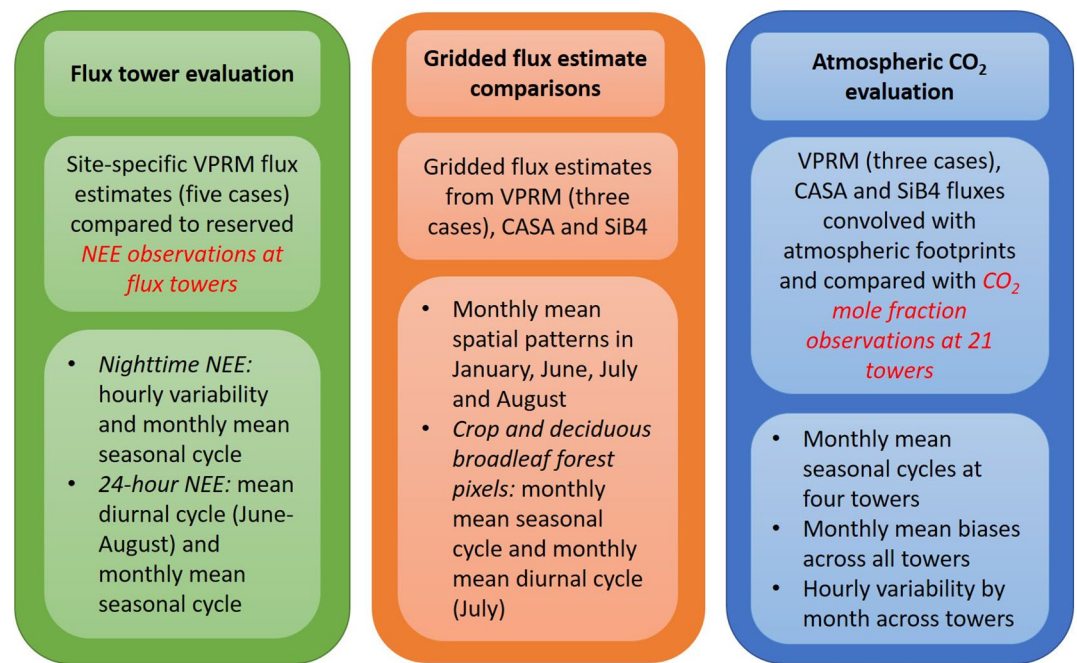 Flux tower evaluation
Site-specific VPRM flux
estimates (five cases)
compared to reserved
NEE observations at
flux towers
• Nighttime NEE:
hourly variability
and monthly mean
seasonal cycle
• 24-hour NEE: mean
diurnal cycle (June-
August) and
monthly mean
seasonal cycle
Gridded flux estimate
comparisons
Gridded flux estimates
from VPRM (three
cases), CASA and SiB4
• Monthly mean
spatial patterns in
January, June, July
and August
• Crop and deciduous
broadleaf forest
pixels: monthly
mean seasonal
cycle and monthly
mean diurnal cycle
(July)
Atmospheric CO₂
evaluation
VPRM (three cases),
CASA and SiB4 fluxes
convolved with
atmospheric footprints
and compared with CO₂
mole fraction
observations at 21
towers
• Monthly mean
seasonal cycles at
four towers
• Monthly mean biases
across all towers
• Hourly variability by
month across towers